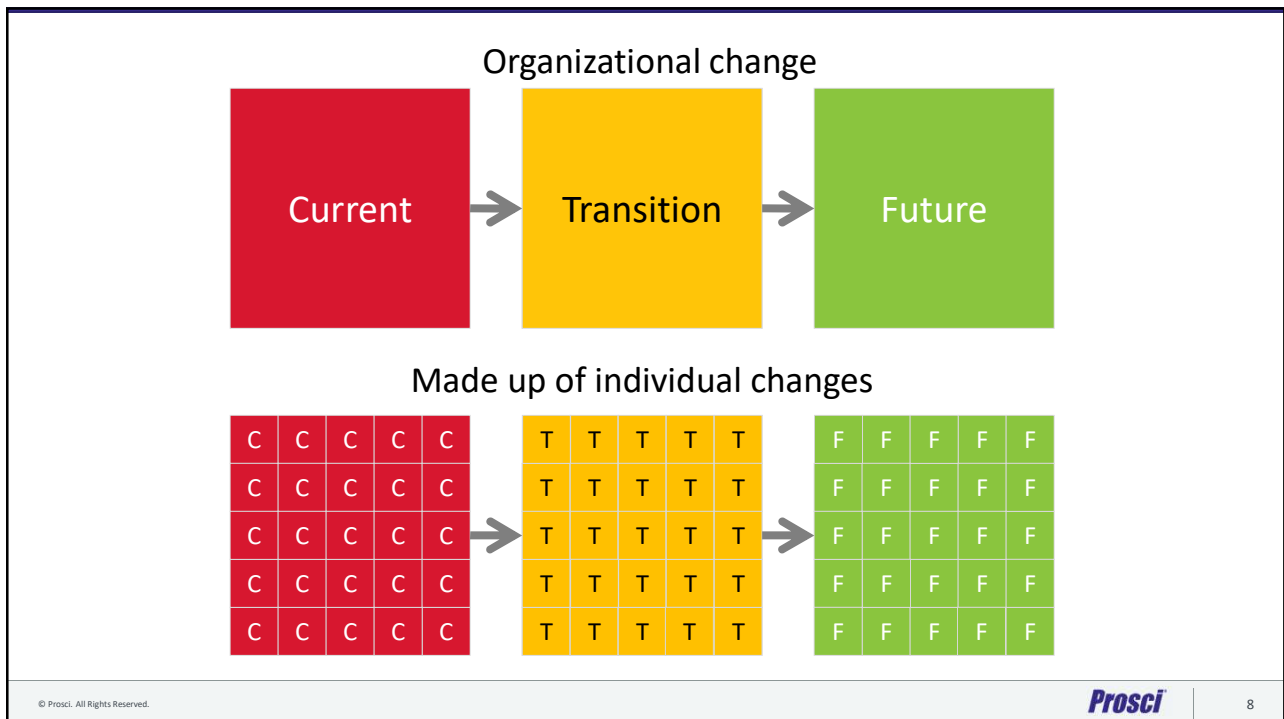 Organizational change
Current Transition Future
Made up of individual changes
C C C C C T T T T T F F F F F
C C C C C T T T T T F F F F F
C C C C C T T T T T F F F F F
C C C C C T T T T T F F F F F
C C C C C T T T T T F F F F F
© Prosci. All Rights Reserved. Prosci 8